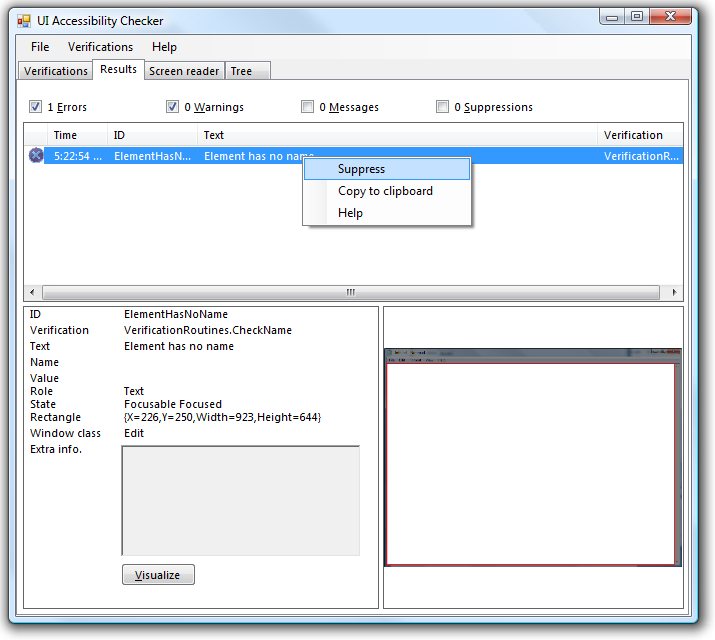 UI Accessibility Checker
File Verifications Help
Verifications Results Screen reader Tree
1 Errors 0 Warnings 0 Messages 0 Suppressions
Time ID Text Verification
5:22:54 ... ElementHasN... Element has no name VerificationR...
Suppress
Copy to clipboard
Help
ID ElementHasNoName
Verification VerificationRoutines.CheckName
Text Element has no name
Name
Value
Role Text
State Focusable Focused
Rectangle {X=226,Y=250,Width=923,Height=644}
Window class Edit
Extra info.
Visualize